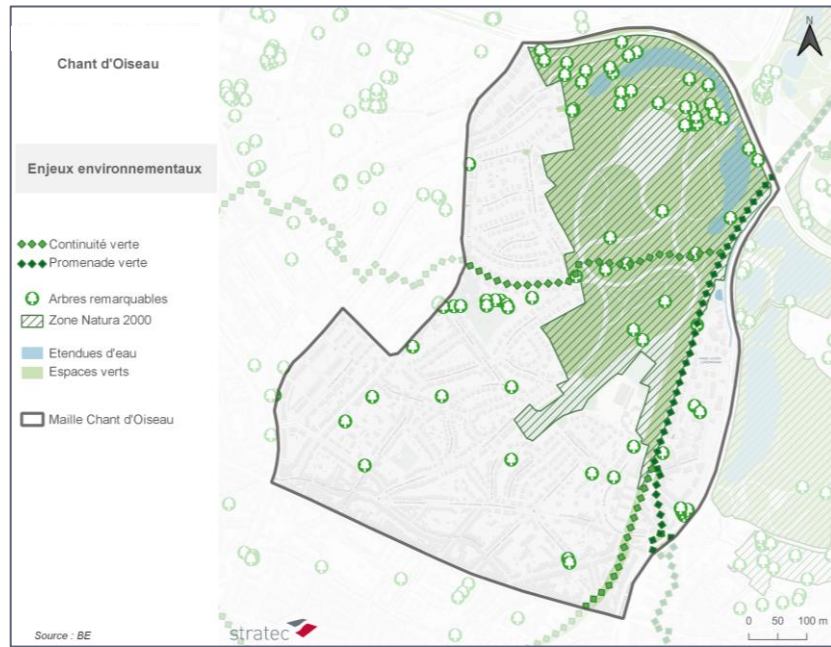 Chant d'Oiseau
Enjeux environnementaux
Continuité verte
Promenade verte
Arbres remarquables
Zone Natura 2000
Etendues d'eau
Espaces verts
Maille Chant d'Oiseau
Source : BE
stratec
N
0 50 100 m